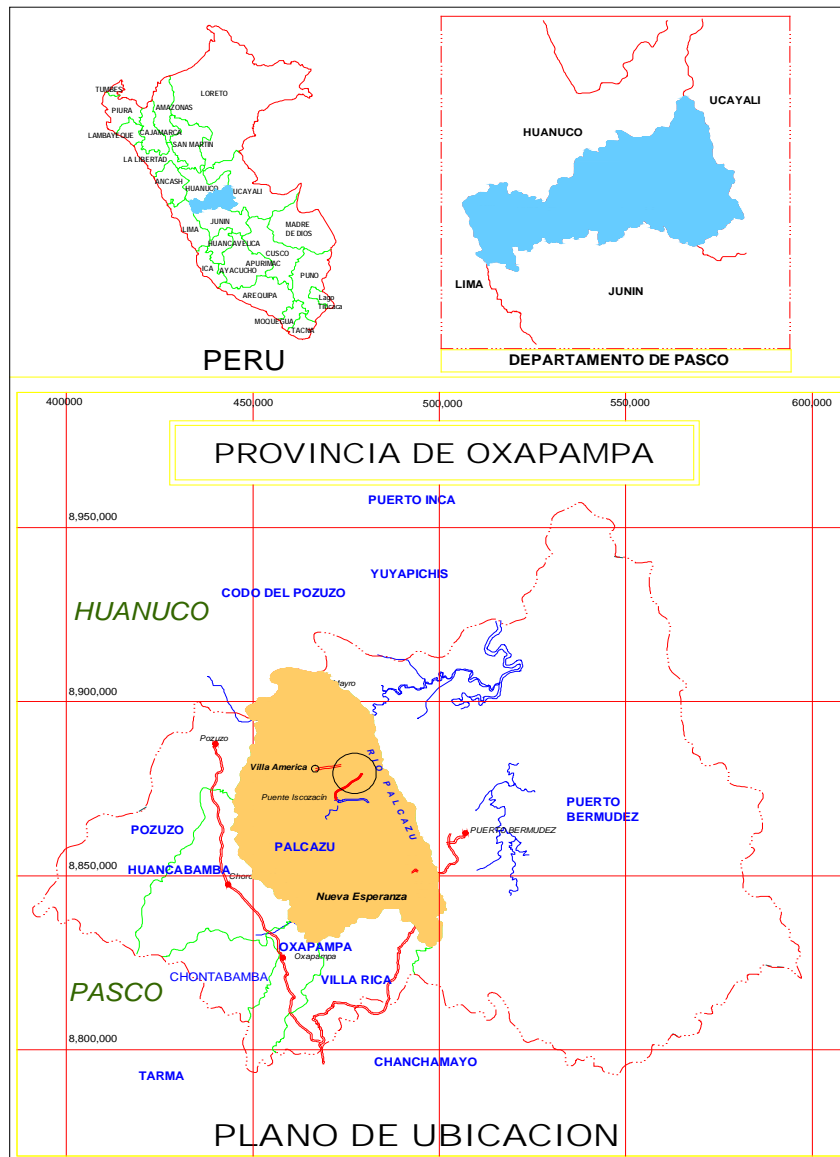 TUMBES
LORETO
PIURA
AMAZONAS
LAMBAYEQUE
CAJAMARCA
SAN MARTIN
LA LIBERTAD
ANCASH
HUANUCO
UCAYALI
LIMA
JUNIN
MADRE
DE DIOS
HUANCAVELICA
CUSCO
ICA
AYACUCHO
APURIMAC
PUNO
AREQUIPA
Lago
Titicaca
MOQUEGUA
TACNA
PERU
UCAYALI
HUANUCO
LIMA
JUNIN
DEPARTAMENTO DE PASCO
400000
450,000
500,000
550,000
600,000
PROVINCIA DE OXAPAMPA
PUERTO INCA
8,950,000
YUYAPICHIS
CODO DEL POZUZO
HUANUCO
8,900,000
Mayro
Pozuzo
Villa America
RIO PALCAZU
Puente Iscozacín
PUERTO
BERMUDEZ
POZUZO
PUERTO BERMUDEZ
PALCAZU
HUANCABAMBA
8,850,000
Nueva Esperanza
OXAPAMPA
Oxapampa
CHONTABAMBA
VILLA RICA
PASCO
8,800,000
CHANCHAMAYO
TARMA
PLANO DE UBICACION